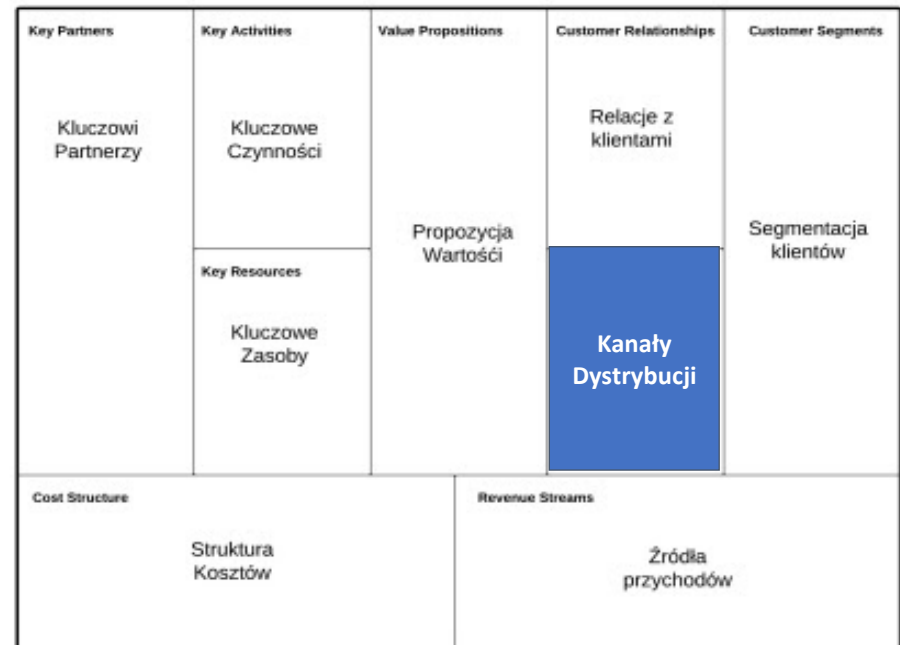 Key Partners
Kluczowi
Partnerzy
Key Activities
Kluczowe
Czynności
Key Resources
Kluczowe
Zasoby
Value Propositions
Propozycja
Wartośći
Customer Relationships
Relacje z
klientami
Kanały
Dystrybucji
Customer Segments
Segmentacja
klientów
Cost Structure
Struktura
Kosztów
Revenue Streams
Źródła
przychodów